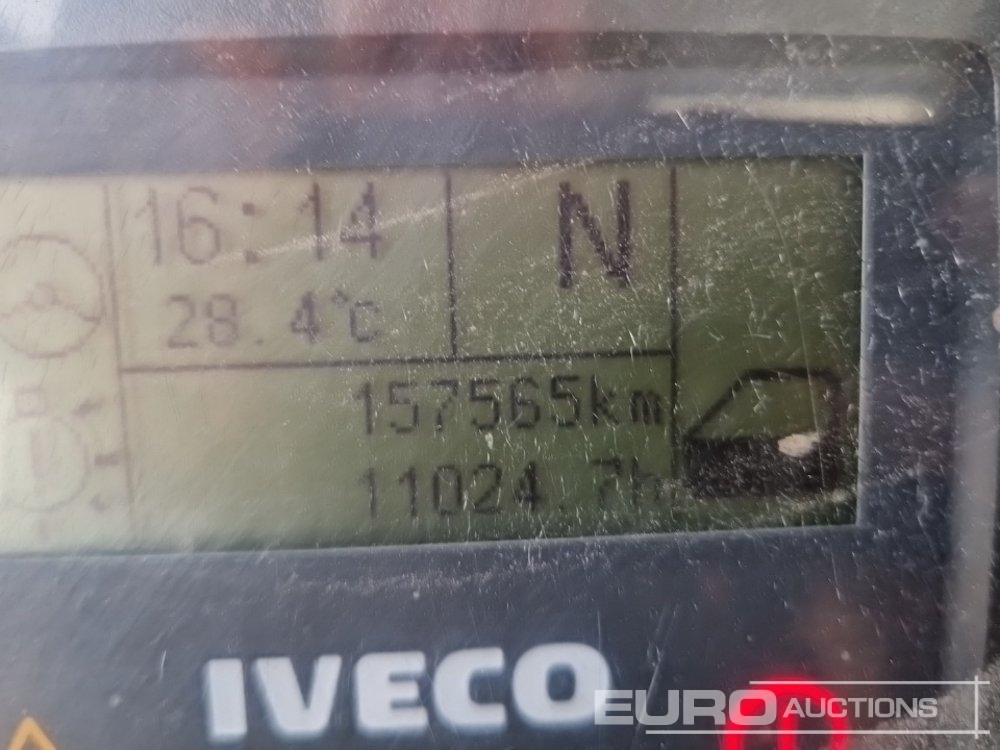 16:14
N
28.4°C
157565km
11024.7h
IVECO
EURO AUCTIONS